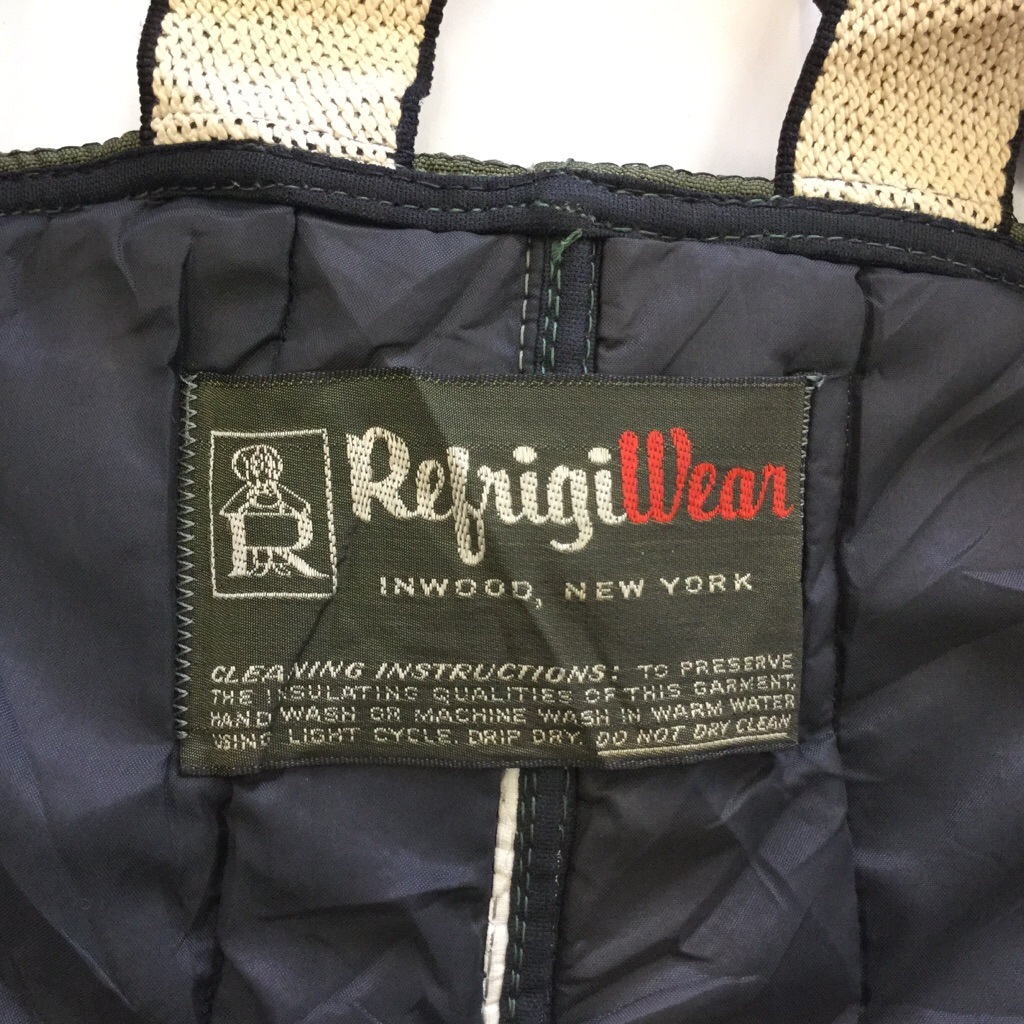 R
RefrigiWear
INWOOD, NEW YORK
CLEANING INSTRUCTIONS: TO PRESERVE
THE INSULATING QUALITIES OF THIS GARMENT,
HAND WASH OR MACHINE WASH IN WARM WATER
USING LIGHT CYCLE. DRIP DRY. DO NOT DRY CLEAN